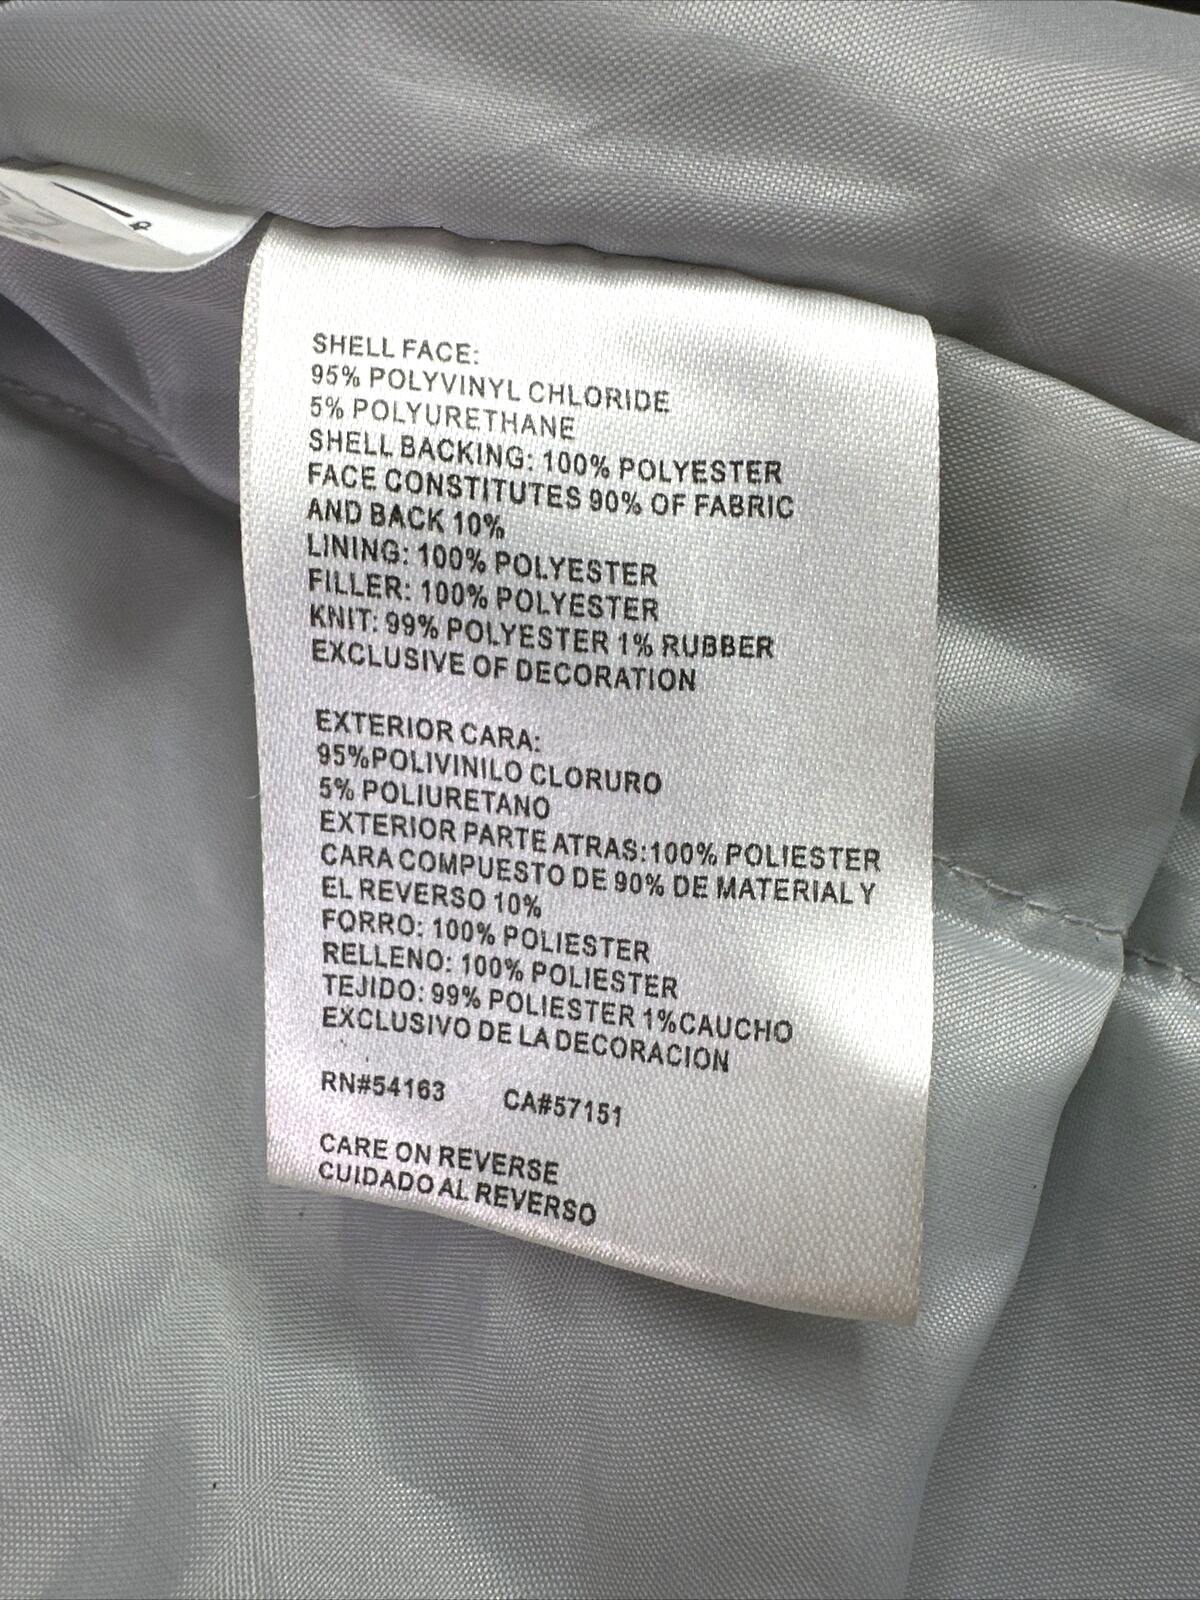 SHELL FACE:
95% POLYVINYL CHLORIDE
5% POLYURETHANE
SHELL BACKING: 100% POLYESTER
FACE CONSTITUTES 90% OF FABRIC
AND BACK 10%
LINING: 100% POLYESTER
FILLER: 100% POLYESTER
KNIT: 99% POLYESTER 1% RUBBER
EXCLUSIVE OF DECORATION
EXTERIOR CARA:
95%POLIVINILO CLORURO
5% POLIURETANO
EXTERIOR PARTE ATRAS:100% POLIESTER
CARA COMPUESTO DE 90% DE MATERIAL Y
EL REVERSO 10%
FORRO: 100% POLIESTER
RELLENO: 100% POLIESTER
TEJIDO: 99% POLIESTER 1%CAUCHO
EXCLUSIVO DE LA DECORACION
RN#54163 CA#57151
CARE ON REVERSE
CUIDADO AL REVERSO